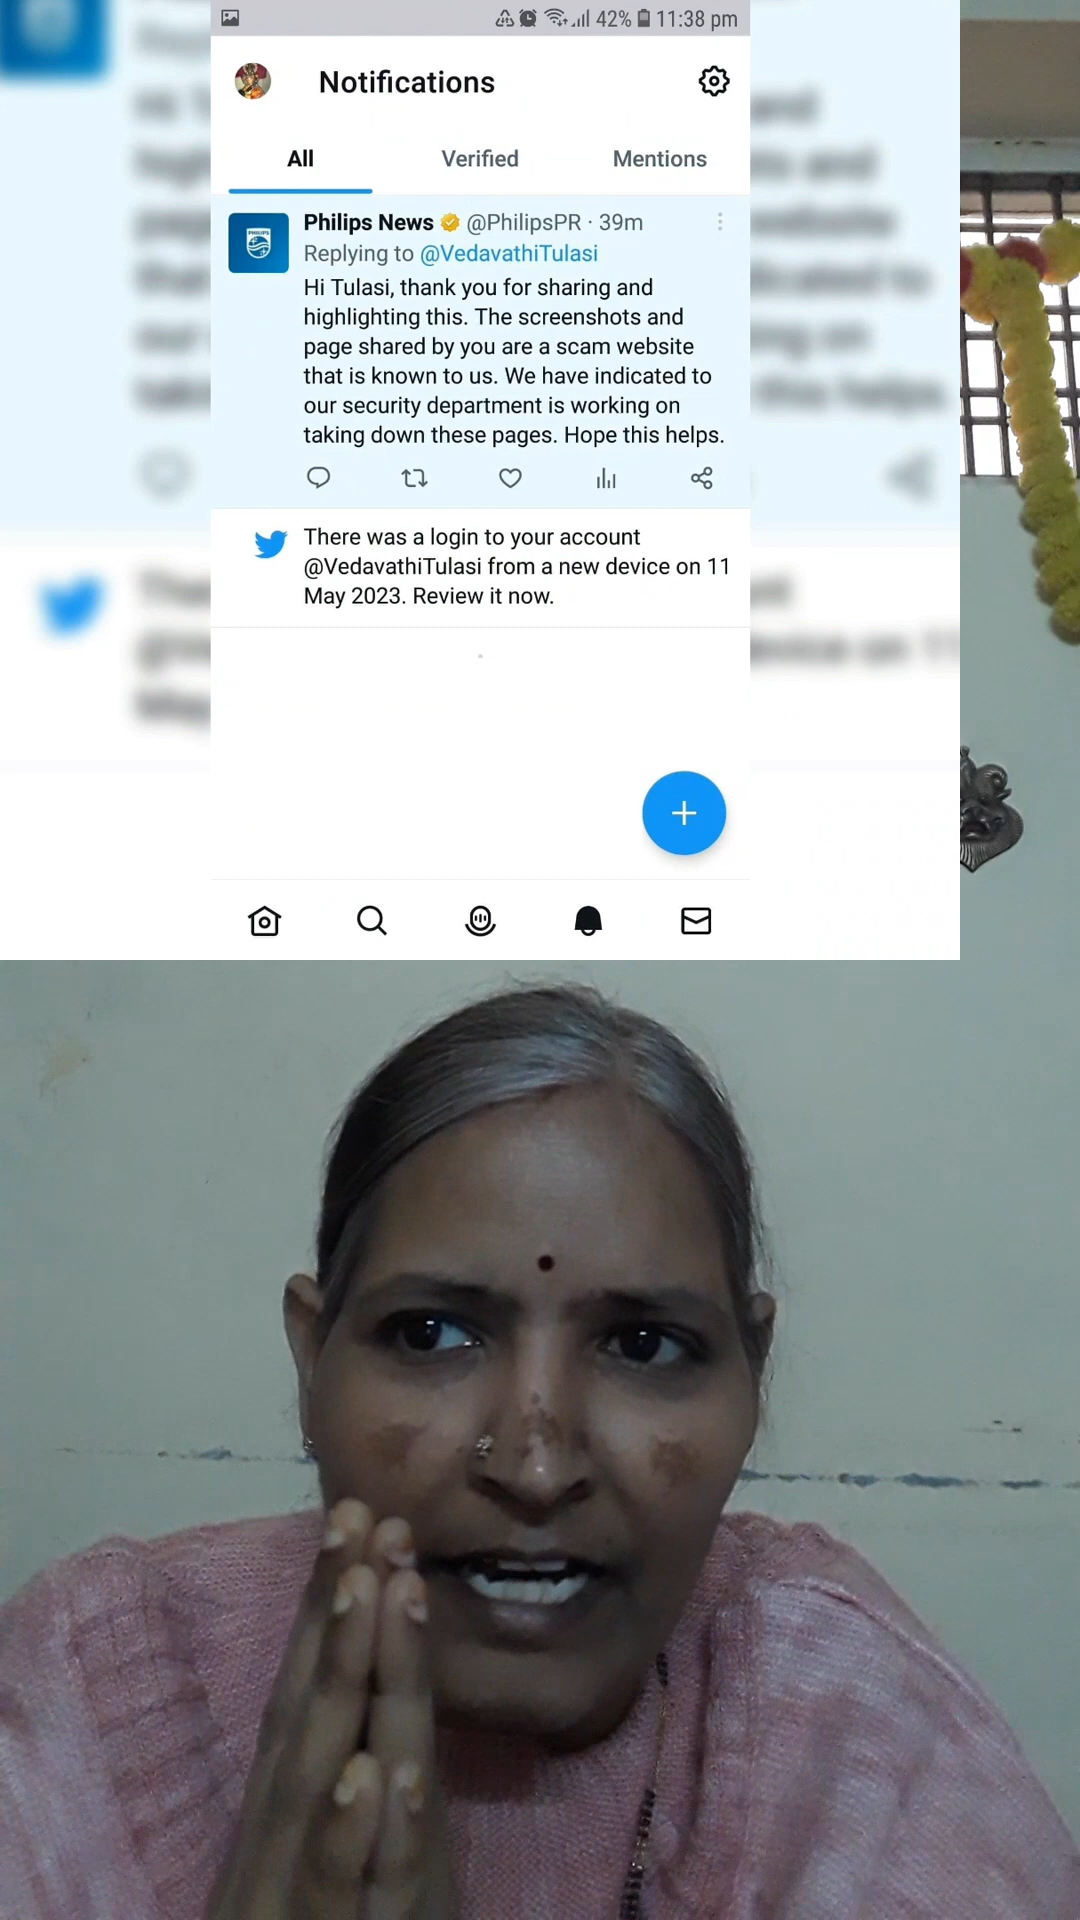 42% 11:38 pm
Notifications
All Verified Mentions
PHILIPS
Philips News @PhilipsPR · 39m
Replying to @VedavathiTulasi
Hi Tulasi, thank you for sharing and
highlighting this. The screenshots and
page shared by you are a scam website
that is known to us. We have indicated to
our security department is working on
taking down these pages. Hope this helps.
There was a login to your account
@VedavathiTulasi from a new device on 11
May 2023. Review it now.